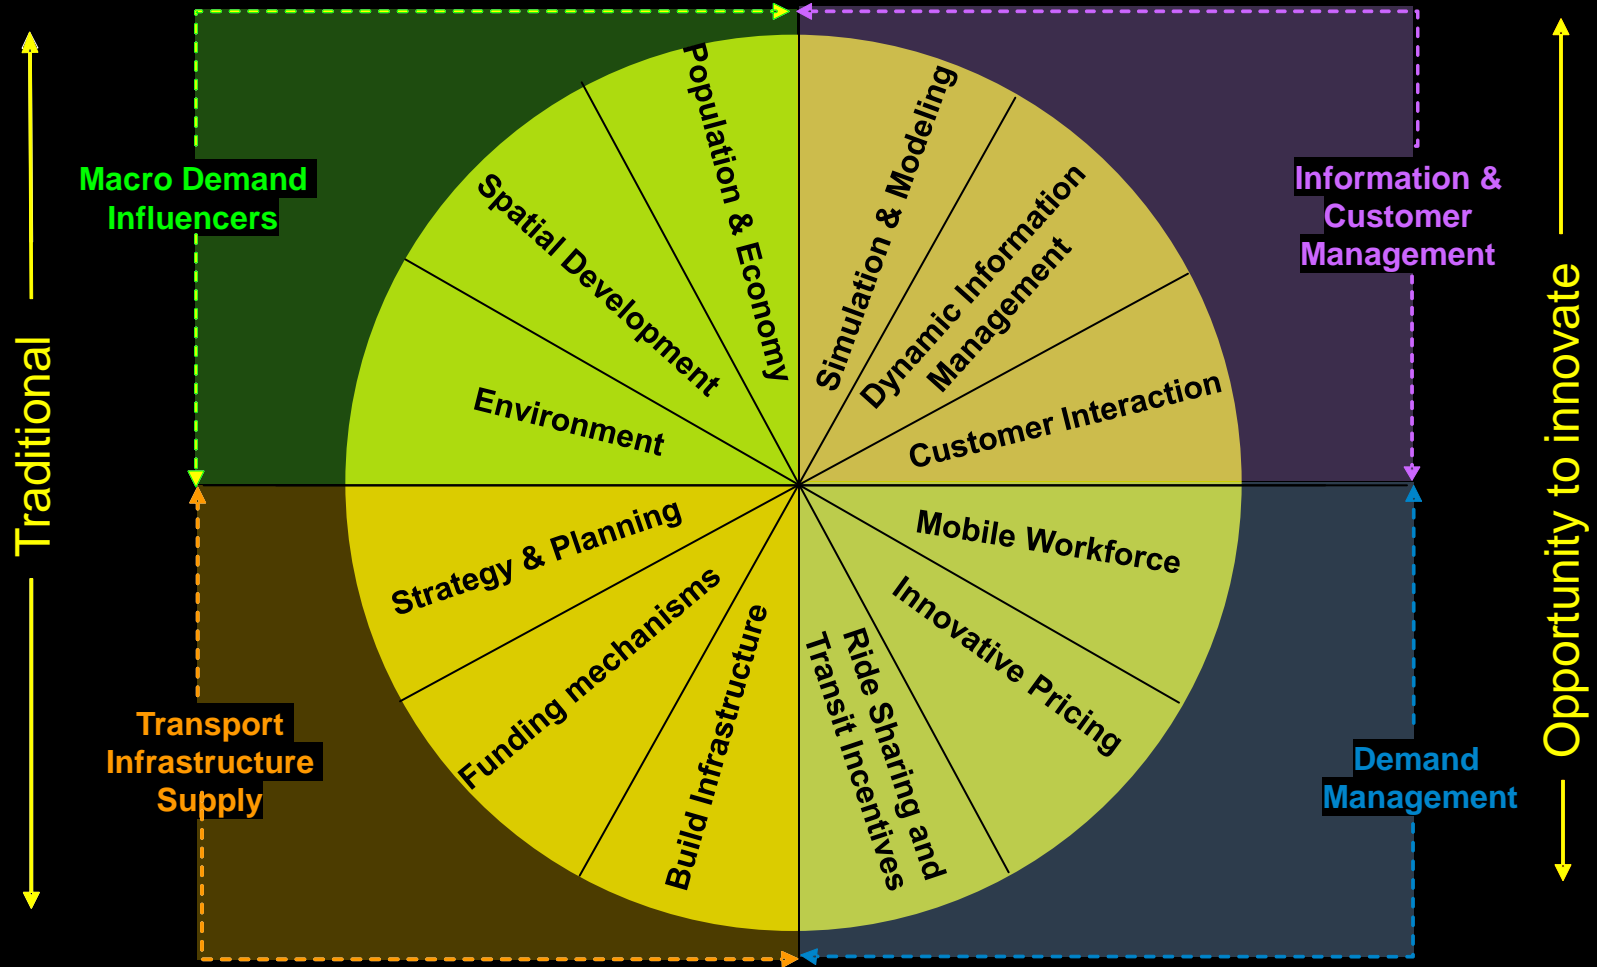 Traditional
Macro Demand
Influencers
Population & Economy
Spatial Development
Environment
Simulation & Modeling
Dynamic Information
Management
Customer Interaction
Information &
Customer
Management
Opportunity to innovate
Transport
Infrastructure
Supply
Strategy & Planning
Funding mechanisms
Build Infrastructure
Mobile Workforce
Innovative Pricing
Ride Sharing and
Transit Incentives
Demand
Management